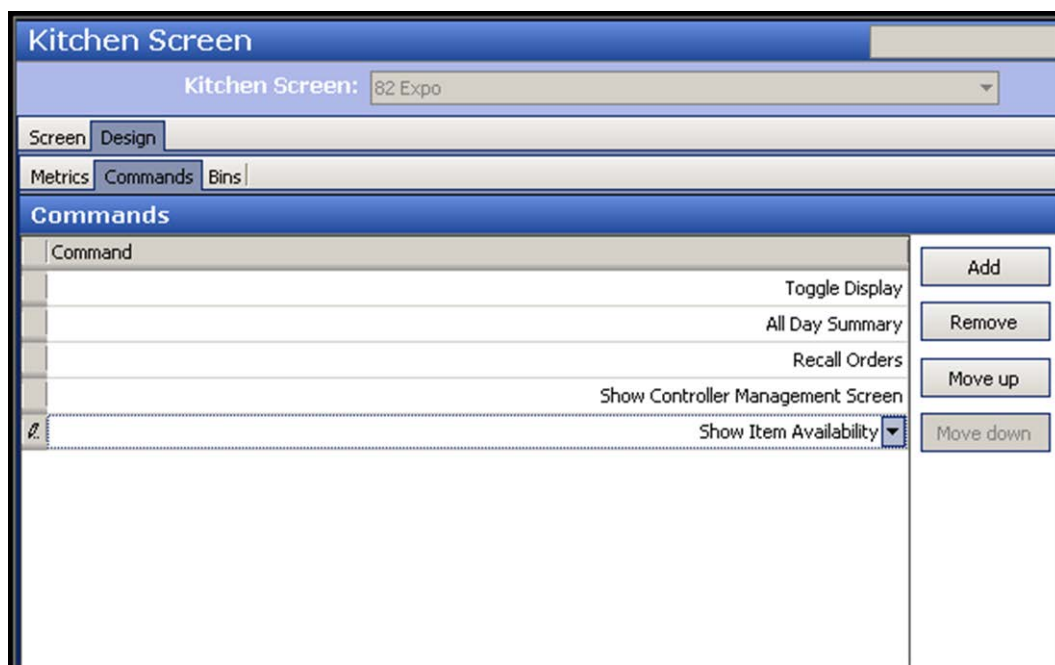 Kitchen Screen
Kitchen Screen: 82 Expo
Screen Design
Metrics Commands Bins
Commands
Command
Add
Toggle Display
All Day Summary
Remove
Recall Orders
Move up
Show Controller Management Screen
Show Item Availability
Move down